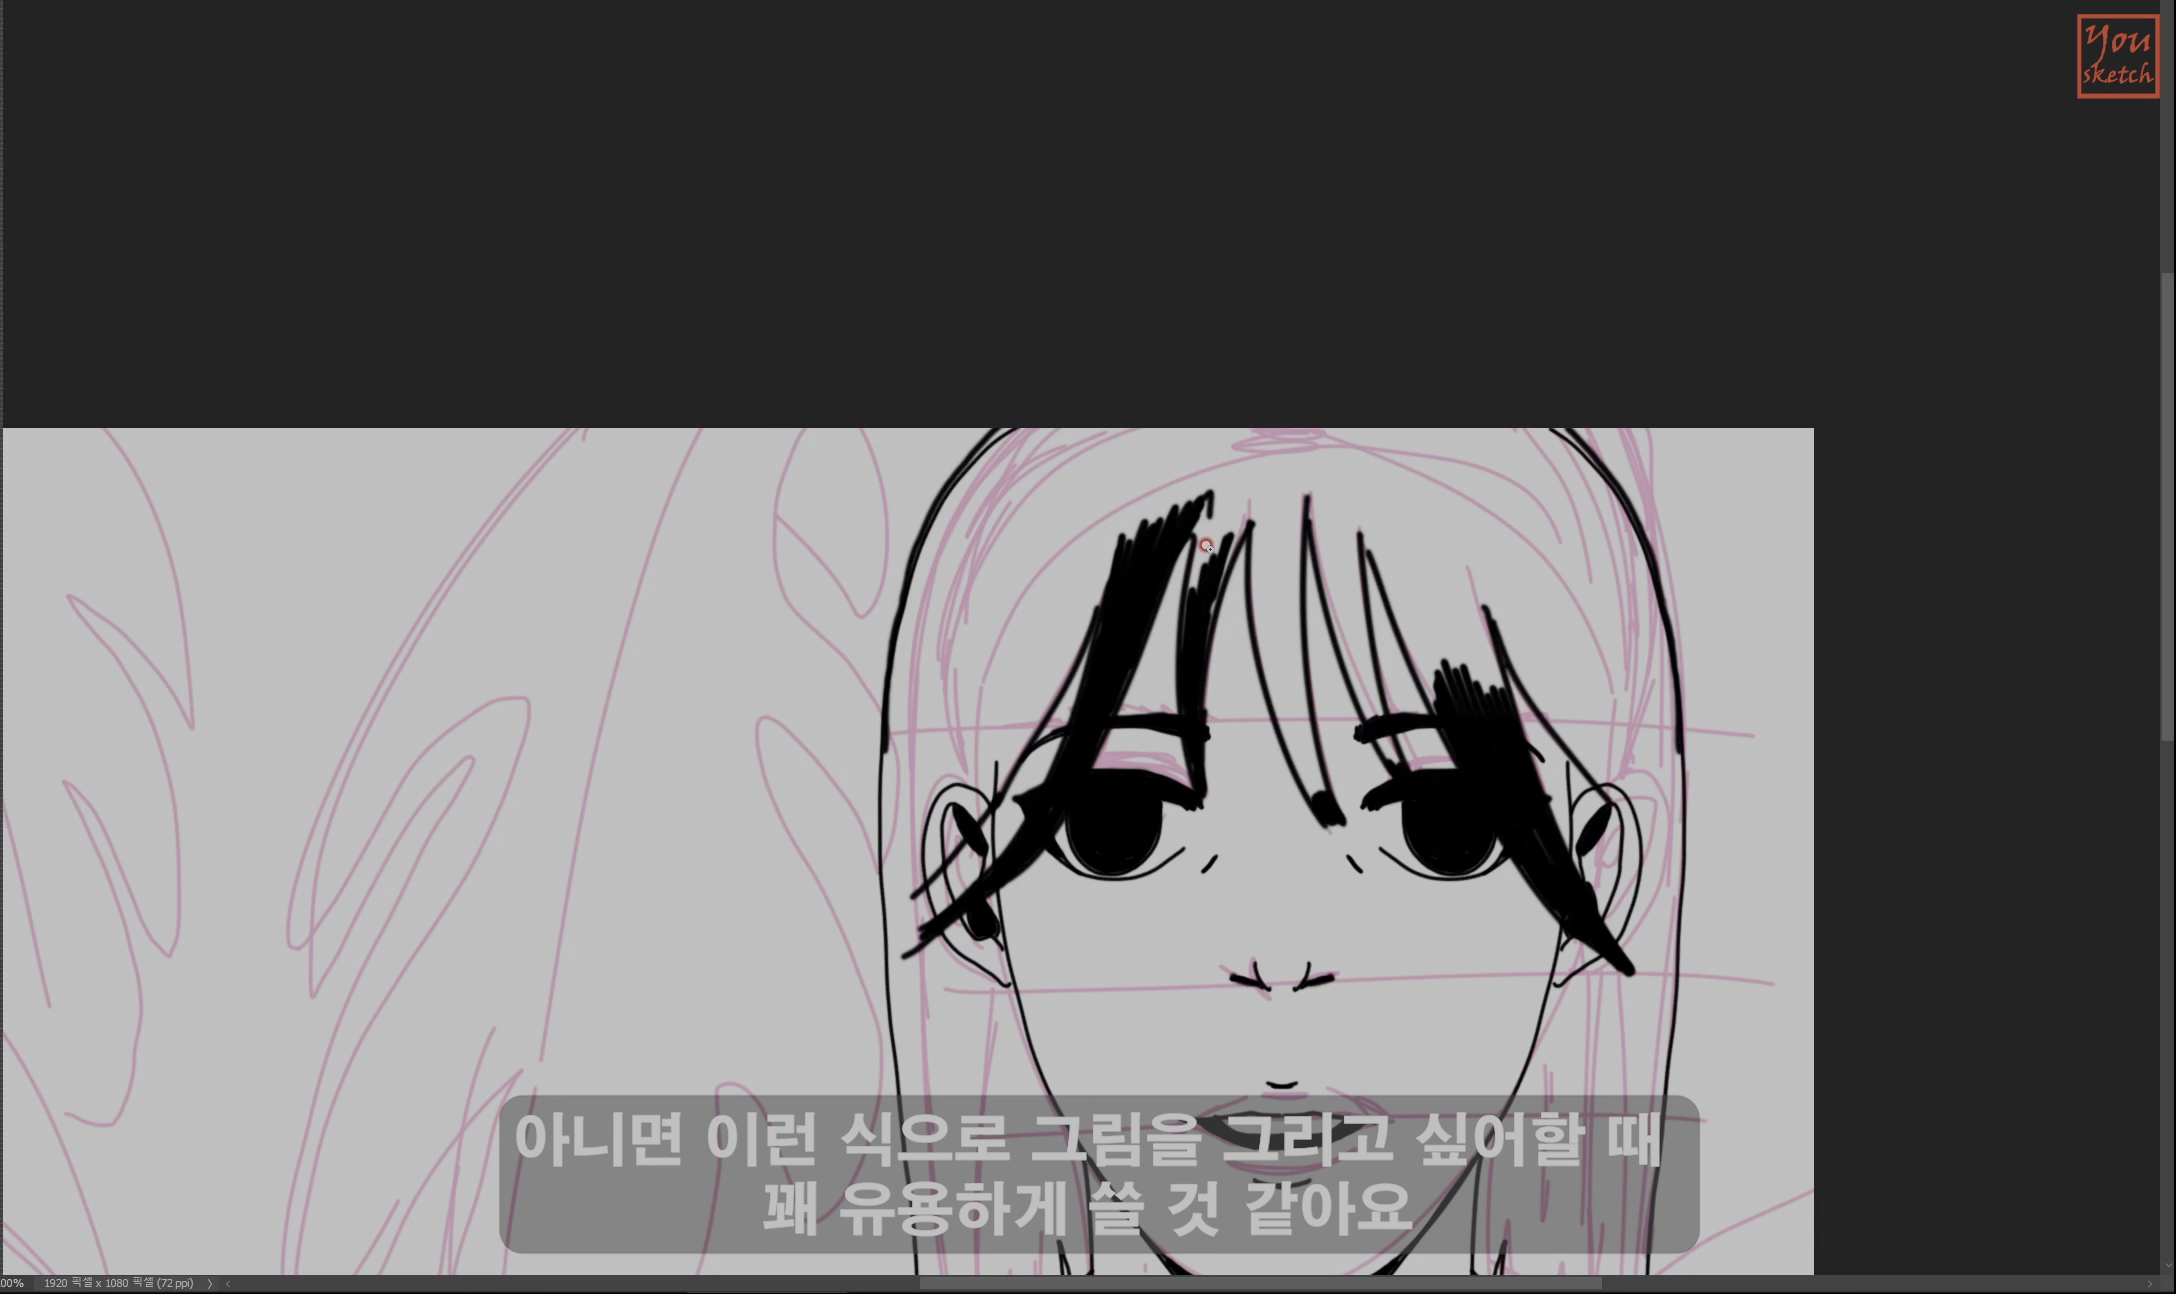 You
sketch
아니면 이런 식으로 그림을 그리고 싶어할 때
꽤 유용하게 쓸 것 같아요
00% 1920 픽셀 x 1080 픽셀 (72 ppi)